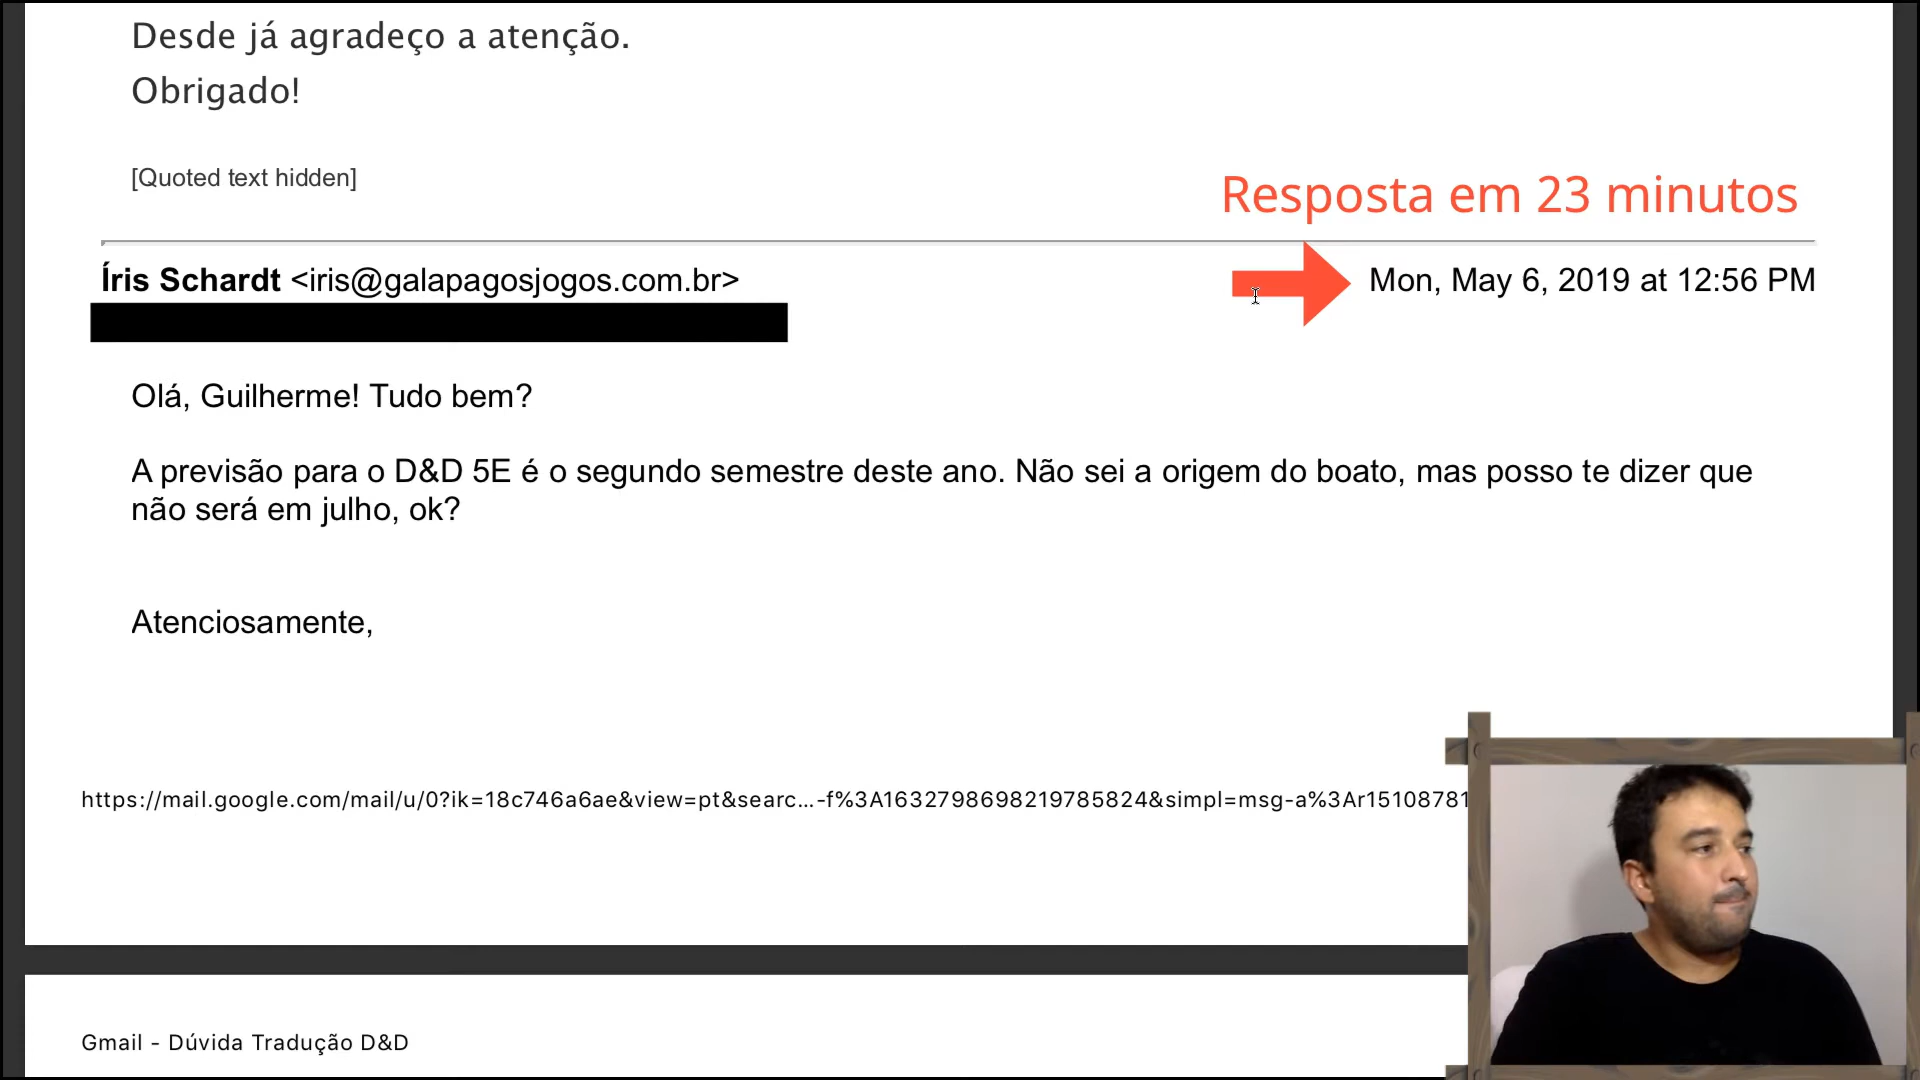 Desde já agradeço a atenção.
Obrigado!
[Quoted text hidden]
Resposta em 23 minutos
Íris Schardt <iris@galapagosjogos.com.br>
Mon, May 6, 2019 at 12:56 PM
Olá, Guilherme! Tudo bem?
A previsão para o D&D 5E é o segundo semestre deste ano. Não sei a origem do boato, mas posso te dizer que
não será em julho, ok?
Atenciosamente,
https://mail.google.com/mail/u/0?ik=18c746a6ae&view=pt&searc...-f%3A1632798698219785824&simpl=msg-a%3Ar15108781
Gmail - Dúvida Tradução D&D